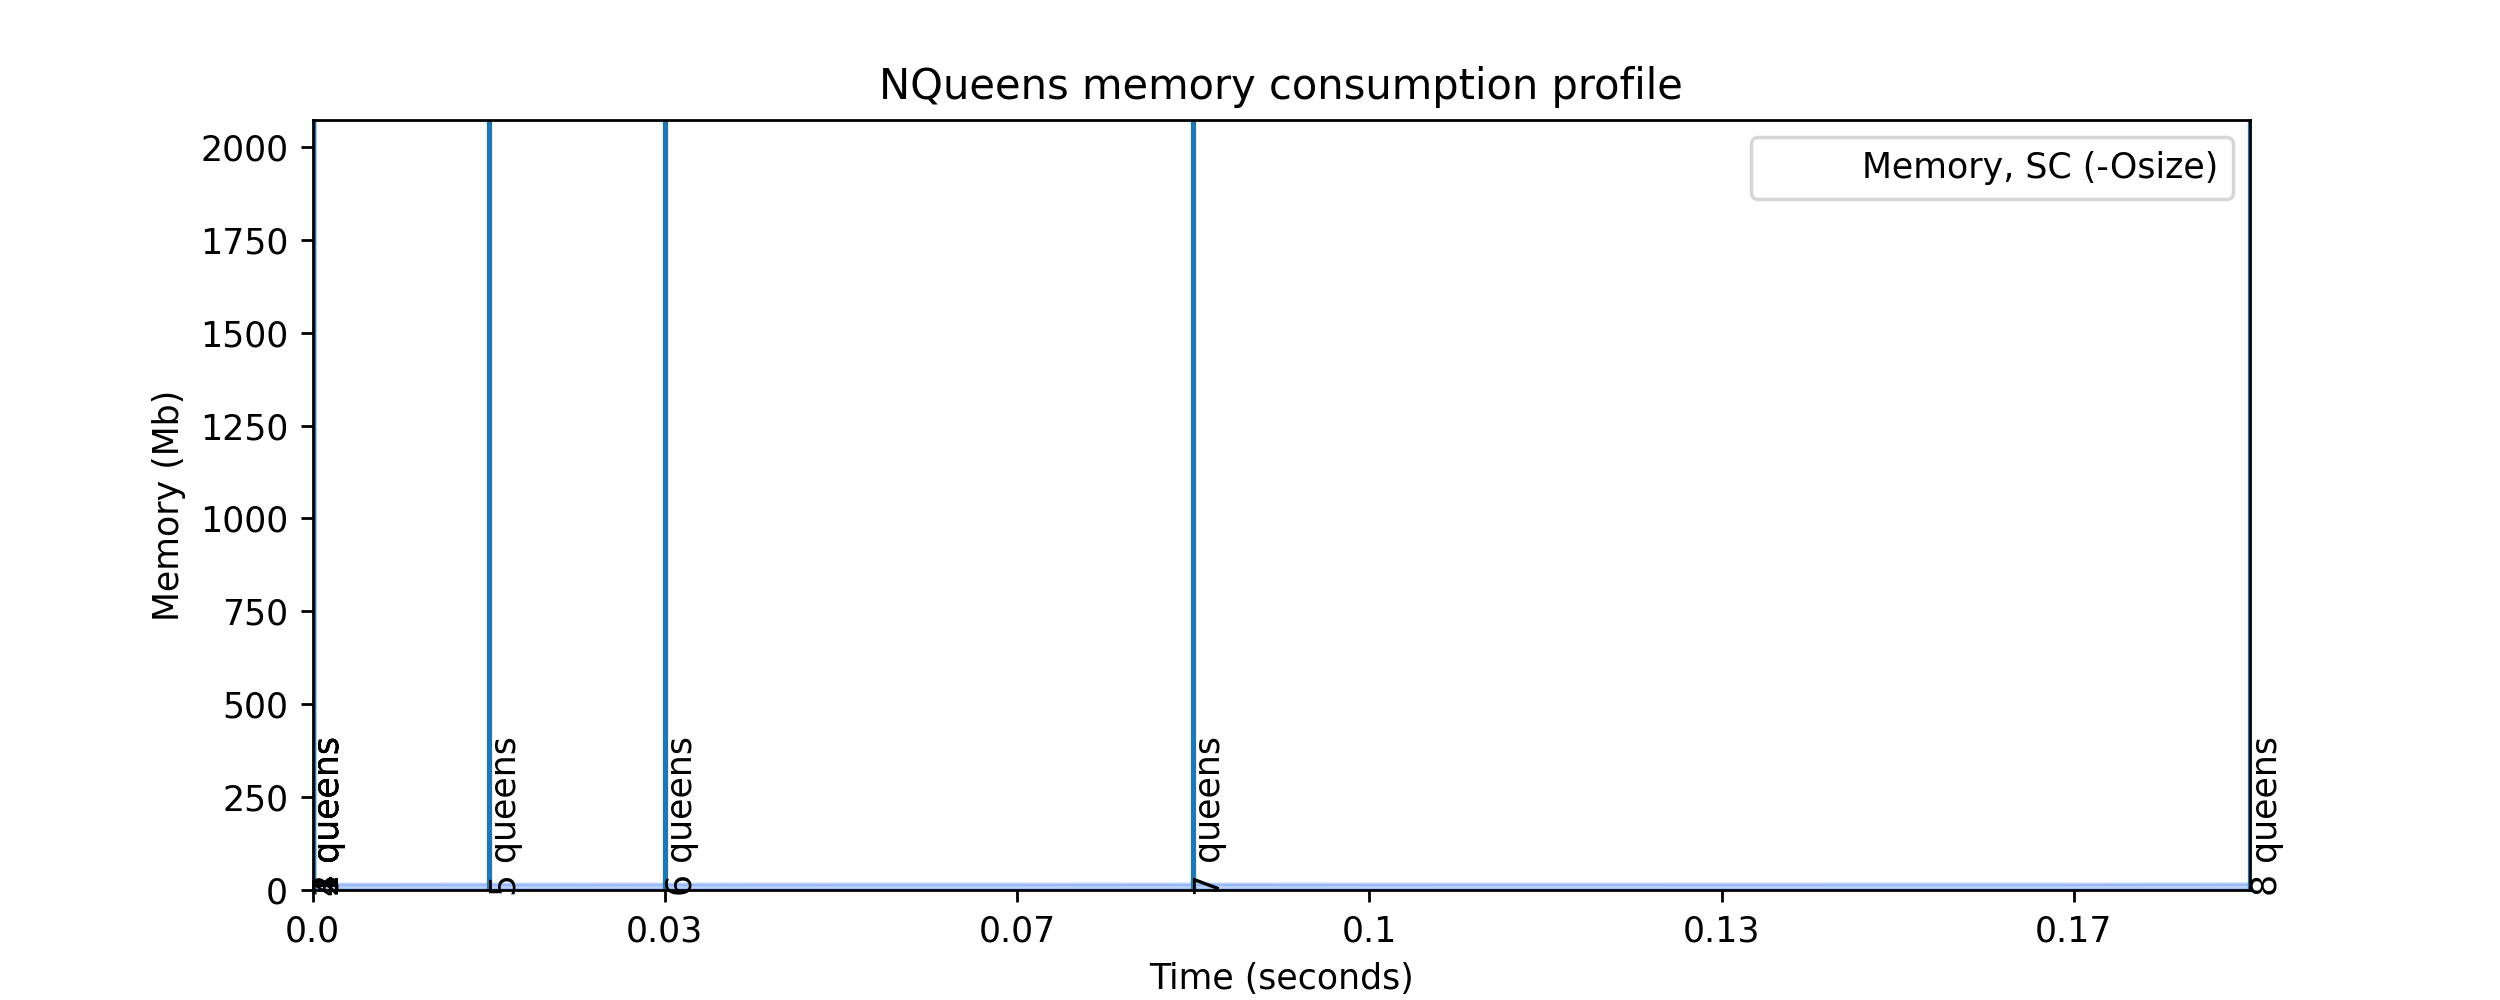 NQueens memory consumption profile
Memory, SC (-Osize)
Memory (Mb)
2000
1750
1500
1250
1000
750
500
250
0
queens
5 queens
6 queens
7 queens
8 queens
0.0
0.03
0.07
0.1
0.13
0.17
Time (seconds)